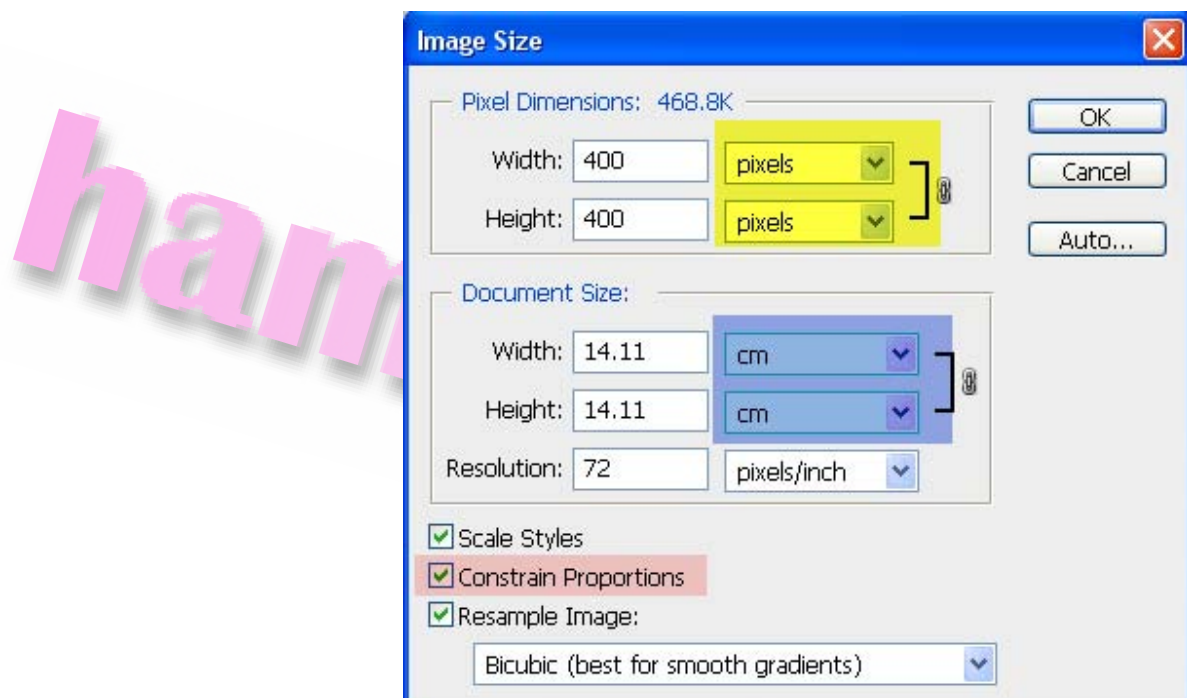 Image Size
Pixel Dimensions: 468.8K
Width: 400 pixels
Height: 400 pixels
OK
Cancel
Auto...
Document Size:
Width: 14.11 cm
Height: 14.11 cm
Resolution: 72 pixels/inch
Scale Styles
Constrain Proportions
Resample Image:
Bicubic (best for smooth gradients)